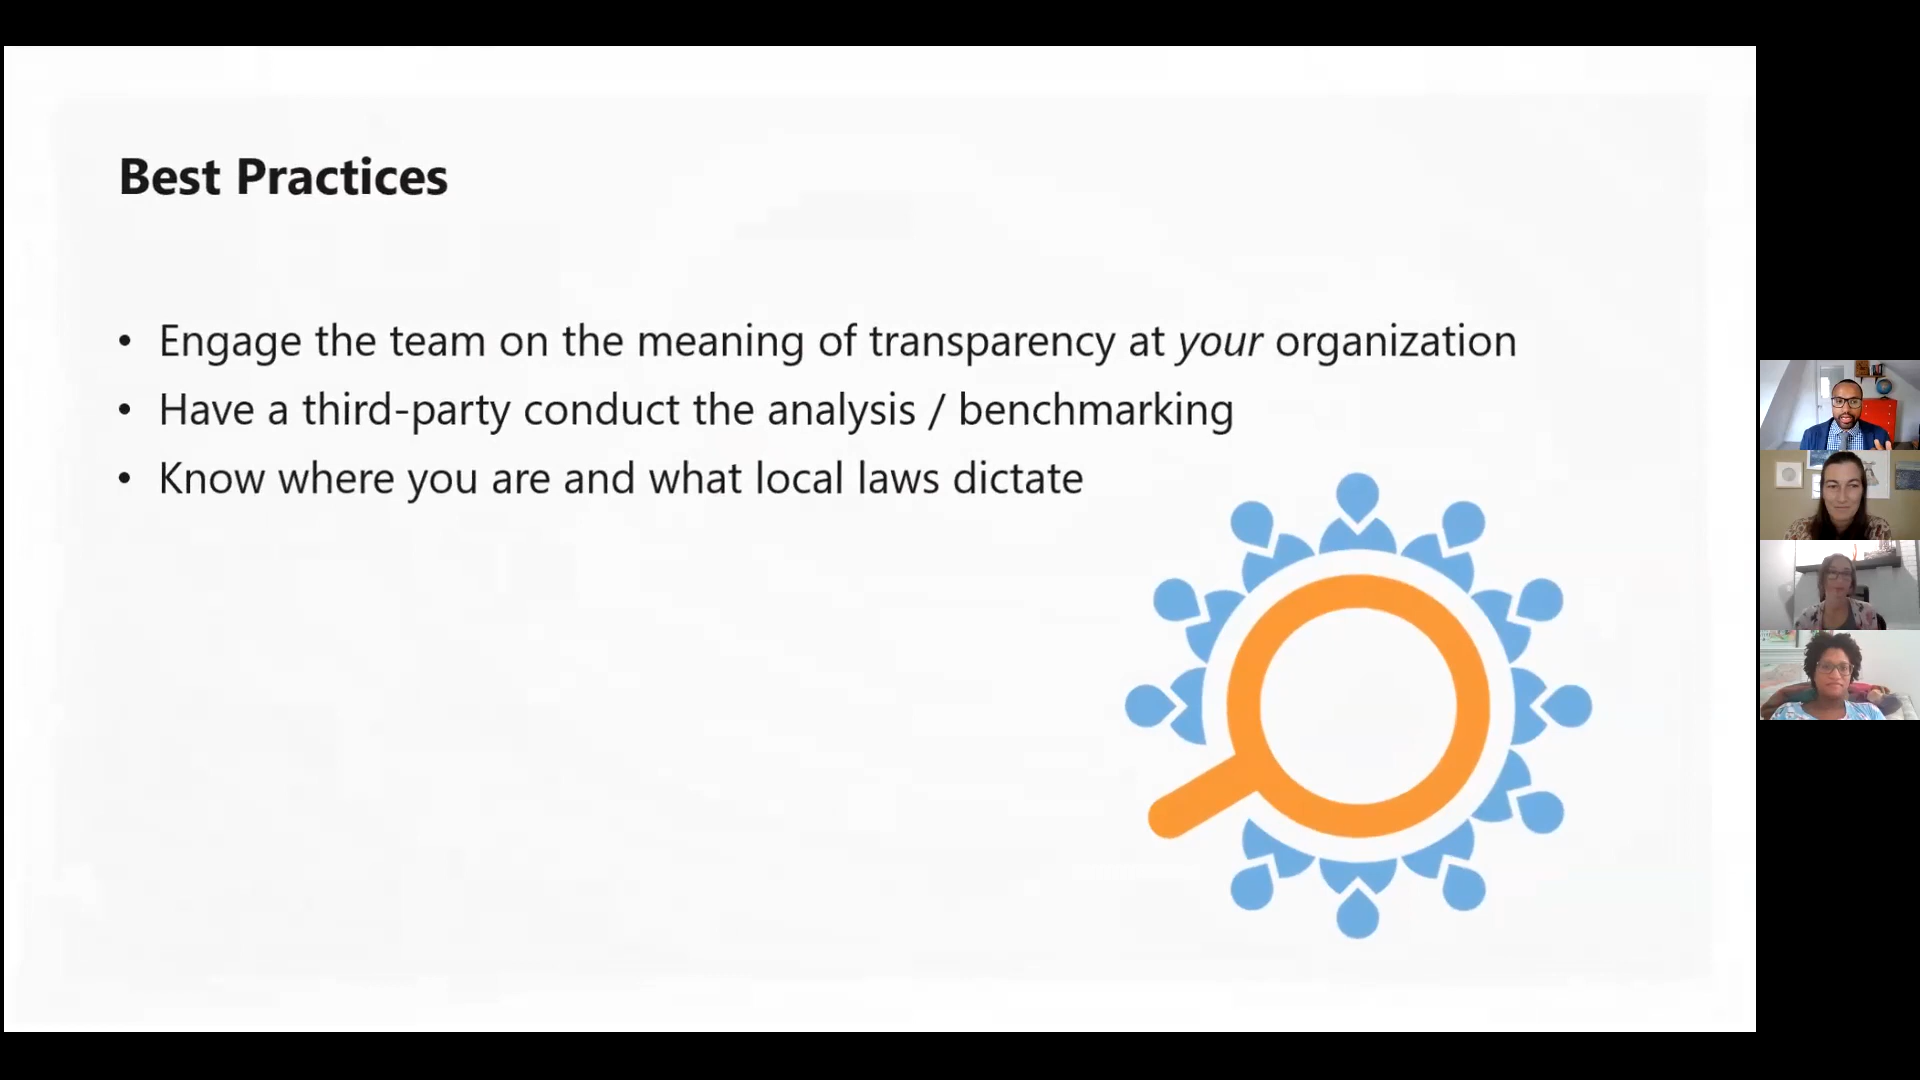 Best Practices
• Engage the team on the meaning of transparency at your organization
• Have a third-party conduct the analysis / benchmarking
• Know where you are and what local laws dictate